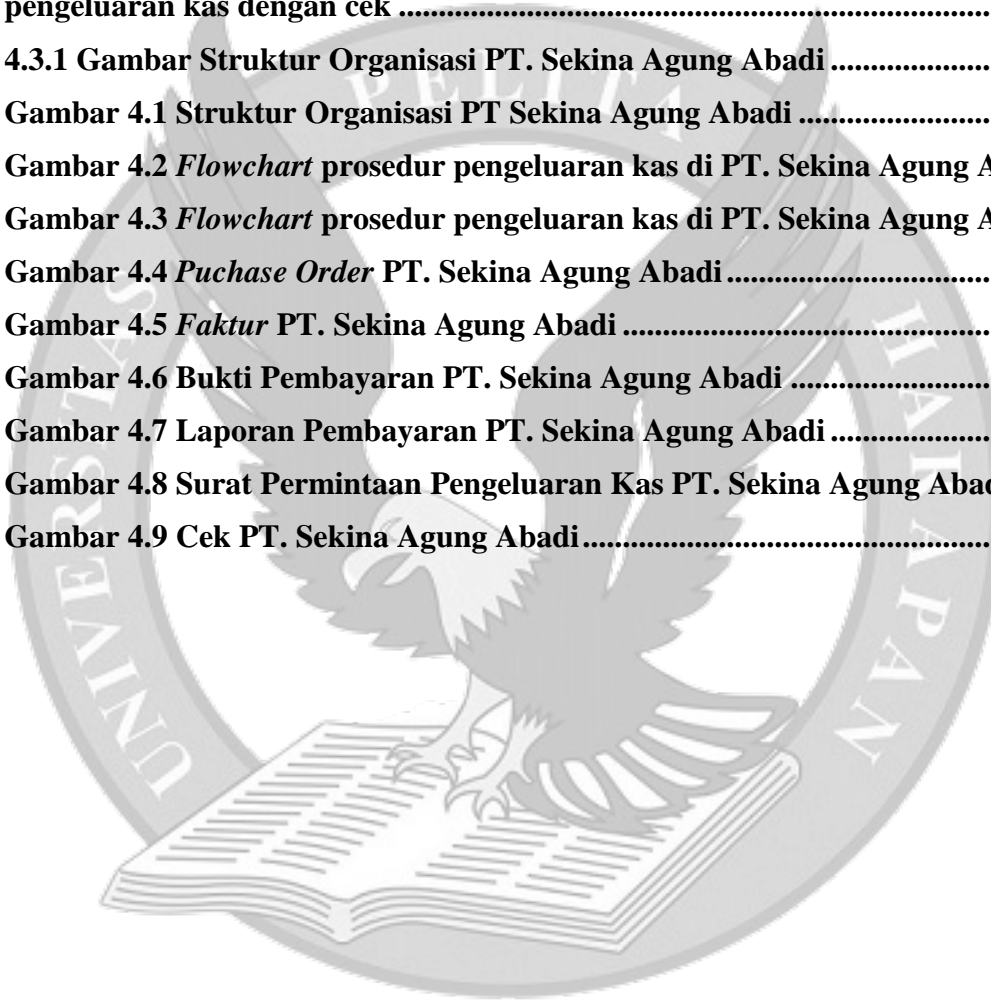 pengeluaran kas dengan cek ........................................................................
4.3.1 Gambar Struktur Organisasi PT. Sekina Agung Abadi .....................
Gambar 4.1 Struktur Organisasi PT Sekina Agung Abadi .........................
Gambar 4.2 Flowchart prosedur pengeluaran kas di PT. Sekina Agung A
Gambar 4.3 Flowchart prosedur pengeluaran kas di PT. Sekina Agung A
Gambar 4.4 Puchase Order PT. Sekina Agung Abadi ..................................
Gambar 4.5 Faktur PT. Sekina Agung Abadi ...............................................
Gambar 4.6 Bukti Pembayaran PT. Sekina Agung Abadi ..........................
Gambar 4.7 Laporan Pembayaran PT. Sekina Agung Abadi .....................
Gambar 4.8 Surat Permintaan Pengeluaran Kas PT. Sekina Agung Abad
Gambar 4.9 Cek PT. Sekina Agung Abadi ....................................................
UNIVERSITAS PELITA HARAPAN